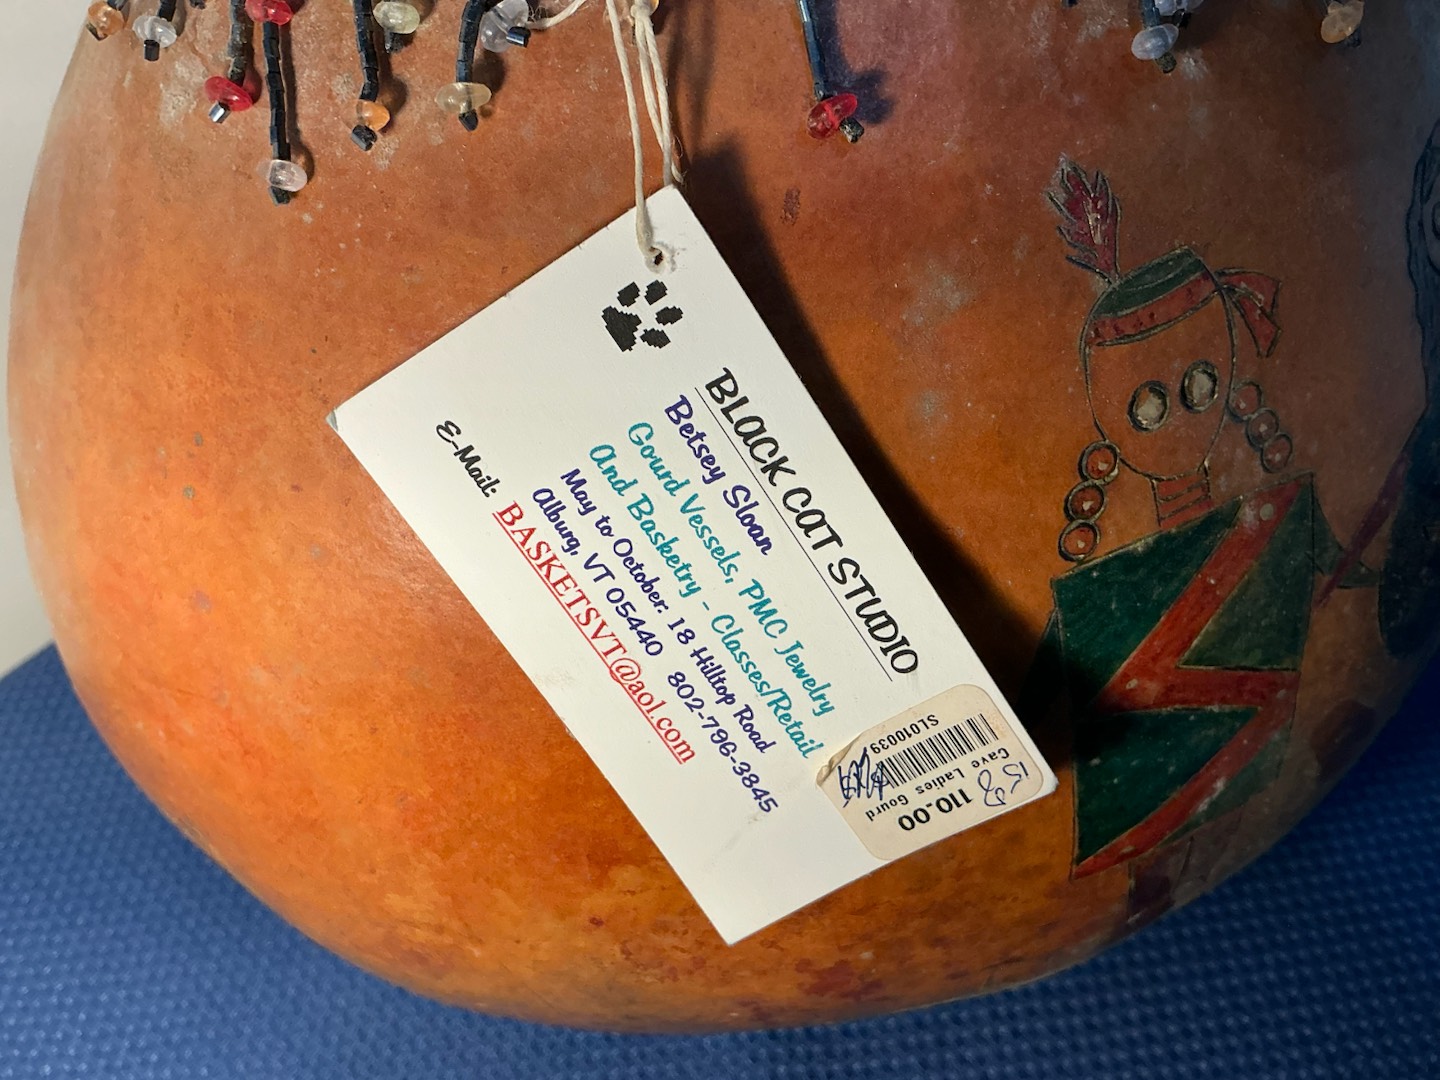 BLACK CAT STUDIO
Betsey Sloan
Gourd Vessels, PMC Jewelry
And Basketry - Classes/Retail
May to October: 18 Hilltop Road
Alburg, VT 05440   802-796-3845
E-Mail: BASKETSVT@aol.com
SL010039
Cave Ladies Gourd
110.00